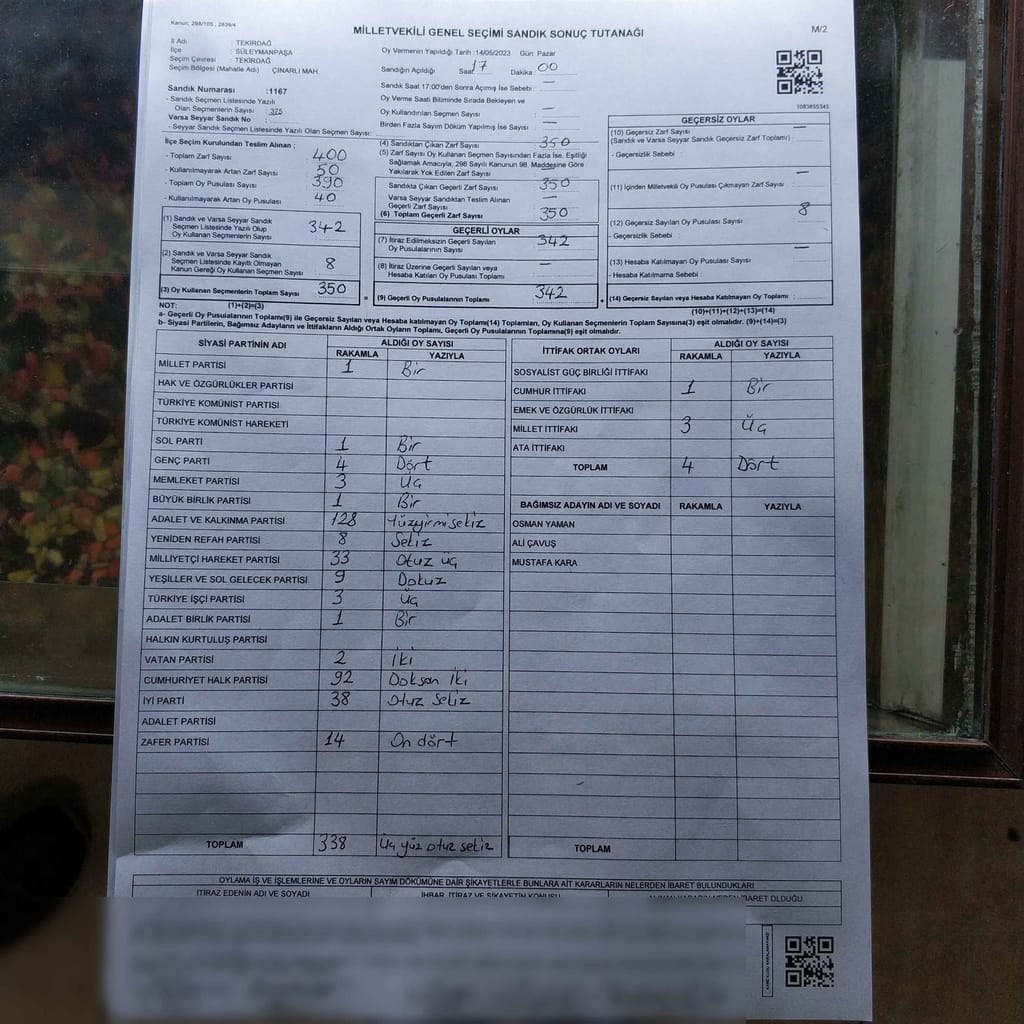 Kanun; 298/105 , 2839/4
MİLLETVEKİLİ GENEL SEÇİMİ SANDIK SONUÇ TUTANAĞI
M/2
İl Adı : TEKİRDAĞ
İlçe : SÜLEYMANPAŞA
Seçim Çevresi : TEKİRDAĞ
Seçim Bölgesi (Mahalle Adı) ÇINARLI MAH.
Sandık Numarası :1167
- Sandık Seçmen Listesinde Yazılı
Olan Seçmenlerin Sayısı : 375
Varsa Seyyar Sandık No :
- Seyyar Sandık Seçmen Listesinde Yazılı Olan Seçmen Sayısı:
Oy Vermenin Yapıldığı Tarih :14/05/2023 Gün: Pazar
Sandığın Açıldığı Saat 17 Dakika 00
Sandık Saat 17:00'den Sonra Açımış İse Sebebi : —
Oy Verme Saati Bitiminde Sırada Bekleyen ve
Oy Kullandırılan Seçmen Sayısı : —
Birden Fazla Sayım Döküm Yapılmış İse Sayısı : —
1083855345
İlçe Seçim Kurulundan Teslim Alınan ;
- Toplam Zarf Sayısı : 400
- Kullanılmayarak Artan Zarf Sayısı : 50
- Toplam Oy Pusulası Sayısı : 390
- Kullanılmayarak Artan Oy Pusulası : 40
(1) Sandık ve Varsa Seyyar Sandık
Seçmen Listesinde Yazılı Olup
Oy Kullanan Seçmenlerin Sayısı 342
(2) Sandık ve Varsa Seyyar Sandık
Seçmen Listesinde Kayıtlı Olmayan
Kanun Gereği Oy Kullanan Seçmen Sayısı 8
(3) Oy Kullanan Seçmenlerin Toplam Sayısı 350
(1)+(2)=(3)
(4) Sandıktan Çıkan Zarf Sayısı 350
(5) Zarf Sayısı Oy Kullanan Seçmen Sayısından Fazla İse, Eşitliği
Sağlamak Amacıyla; 298 Sayılı Kanunun 98. Maddesine Göre
Yakılarak Yok Edilen Zarf Sayısı —
Sandıkta Çıkan Geçerli Zarf Sayısı 350
Varsa Seyyar Sandıktan Teslim Alınan
Geçerli Zarf Sayısı —
(6) Toplam Geçerli Zarf Sayısı 350
GEÇERLİ OYLAR
(7) İtiraz Edilmeksizin Geçerli Sayılan
Oy Pusulalarının Sayısı 342
(8) İtiraz Üzerine Geçerli Sayılan veya
Hesaba Katılan Oy Pusulası Toplamı —
= (9) Geçerli Oy Pusulalarının Toplamı 342
GEÇERSİZ OYLAR
(10) Geçersiz Zarf Sayısı —
(Sandık ve Varsa Seyyar Sandık Geçersiz Zarf Toplamı)
- Geçersizlik Sebebi :
(11) İçinden Milletvekili Oy Pusulası Çıkmayan Zarf Sayısı —
(12) Geçersiz Sayılan Oy Pusulası Sayısı 8
- Geçersizlik Sebebi :
(13) Hesaba Katılmayan Oy Pusulası Sayısı —
- Hesaba Katılmama Sebebi :
+ (14) Geçersiz Sayılan veya Hesaba Katılmayan Oy Toplamı :
(10)+(11)+(12)+(13)=(14)
NOT:
a- Geçerli Oy Pusulalarının Toplamı(9) ile Geçersiz Sayılan veya Hesaba katılmayan Oy Toplamı(14) Toplamları, Oy Kullanan Seçmenlerin Toplam Sayısına(3) eşit olmalıdır. (9)+(14)=(3)
b- Siyasi Partilerin, Bağımsız Adayların ve İttifakların Aldığı Ortak Oyların Toplamı, Geçerli Oy Pusulalarının Toplamına(9) eşit olmalıdır.
SİYASİ PARTİNİN ADI ALDIĞI OY SAYISI
RAKAMLA YAZIYLA
MİLLET PARTİSİ 1 Bir
HAK VE ÖZGÜRLÜKLER PARTİSİ
TÜRKİYE KOMÜNİST PARTİSİ
TÜRKİYE KOMÜNİST HAREKETİ
SOL PARTİ 1 Bir
GENÇ PARTİ 4 Dört
MEMLEKET PARTİSİ 3 Üç
BÜYÜK BİRLİK PARTİSİ 1 Bir
ADALET VE KALKINMA PARTİSİ 128 Yüzyirmisekiz
YENİDEN REFAH PARTİSİ 8 Sekiz
MİLLİYETÇİ HAREKET PARTİSİ 33 Otuz üç
YEŞİLLER VE SOL GELECEK PARTİSİ 9 Dokuz
TÜRKİYE İŞÇİ PARTİSİ 3 Üç
ADALET BİRLİK PARTİSİ 1 Bir
HALKIN KURTULUŞ PARTİSİ
VATAN PARTİSİ 2 İki
CUMHURİYET HALK PARTİSİ 92 Doksan iki
İYİ PARTİ 38 Otuz sekiz
ADALET PARTİSİ
ZAFER PARTİSİ 14 On dört
TOPLAM 338 Üç yüz otuz sekiz
İTTİFAK ORTAK OYLARI ALDIĞI OY SAYISI
RAKAMLA YAZIYLA
SOSYALİST GÜÇ BİRLİĞİ İTTİFAKI
CUMHUR İTTİFAKI 1 Bir
EMEK VE ÖZGÜRLÜK İTTİFAKI
MİLLET İTTİFAKI 3 Üç
ATA İTTİFAKI
TOPLAM 4 Dört
BAĞIMSIZ ADAYIN ADI VE SOYADI RAKAMLA YAZIYLA
OSMAN YAMAN
ALİ ÇAVUŞ
MUSTAFA KARA
TOPLAM
OYLAMA İŞ VE İŞLEMLERİNE VE OYLARIN SAYIM DÖKÜMÜNE DAİR ŞİKAYETLERLE BUNLARA AİT KARARLARIN NELERDEN İBARET BULUNDUKLARI
İTİRAZ EDENİN ADI VE SOYADI İHBAR, İTİRAZ VE ŞİKAYETİN KONUSU